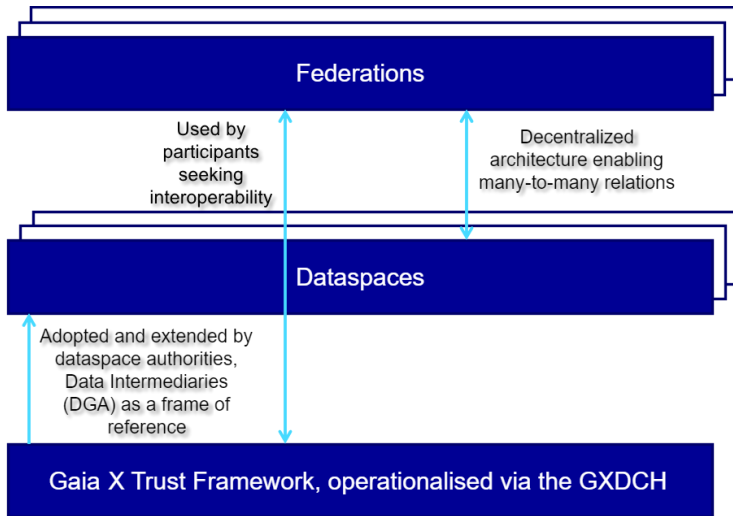 Federations
Used by
participants
seeking
interoperability
Decentralized
architecture enabling
many-to-many relations
Dataspaces
Adopted and extended by
dataspace authorities,
Data Intermediaries
(DGA) as a frame of
reference
Gaia X Trust Framework, operationalised via the GXDCH